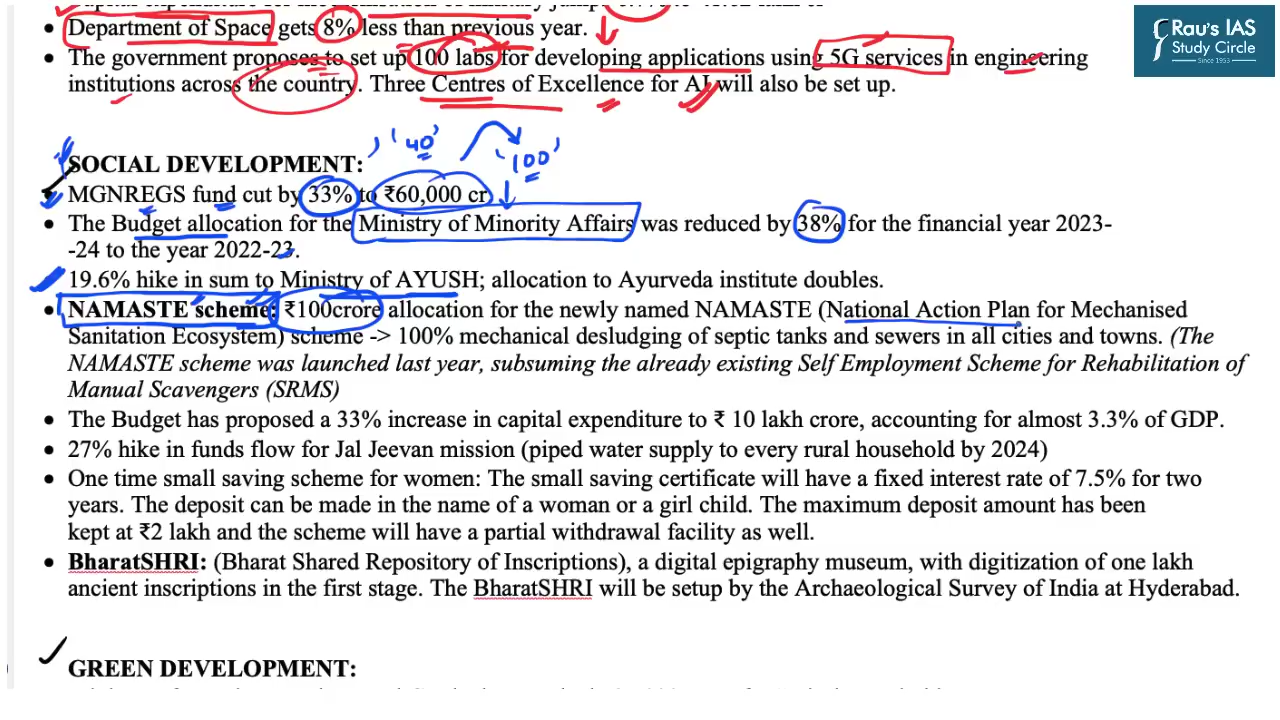 Department of Space gets 8% less than previous year.
Rau's IAS
Study Circle
Since 1953
• The government proposes to set up 100 labs for developing applications using 5G services in engineering
institutions across the country. Three Centres of Excellence for AI will also be set up.
'40'
'100'
SOCIAL DEVELOPMENT:
MGNREGS fund cut by 33% to ₹60,000 cr
• The Budget allocation for the Ministry of Minority Affairs was reduced by 38% for the financial year 2023-
-24 to the year 2022-23.
19.6% hike in sum to Ministry of AYUSH; allocation to Ayurveda institute doubles.
• NAMASTE scheme: ₹100crore allocation for the newly named NAMASTE (National Action Plan for Mechanised
Sanitation Ecosystem) scheme -> 100% mechanical desludging of septic tanks and sewers in all cities and towns. (The
NAMASTE scheme was launched last year, subsuming the already existing Self Employment Scheme for Rehabilitation of
Manual Scavengers (SRMS)
• The Budget has proposed a 33% increase in capital expenditure to ₹ 10 lakh crore, accounting for almost 3.3% of GDP.
• 27% hike in funds flow for Jal Jeevan mission (piped water supply to every rural household by 2024)
• One time small saving scheme for women: The small saving certificate will have a fixed interest rate of 7.5% for two
years. The deposit can be made in the name of a woman or a girl child. The maximum deposit amount has been
kept at ₹2 lakh and the scheme will have a partial withdrawal facility as well.
• BharatSHRI: (Bharat Shared Repository of Inscriptions), a digital epigraphy museum, with digitization of one lakh
ancient inscriptions in the first stage. The BharatSHRI will be setup by the Archaeological Survey of India at Hyderabad.
GREEN DEVELOPMENT: